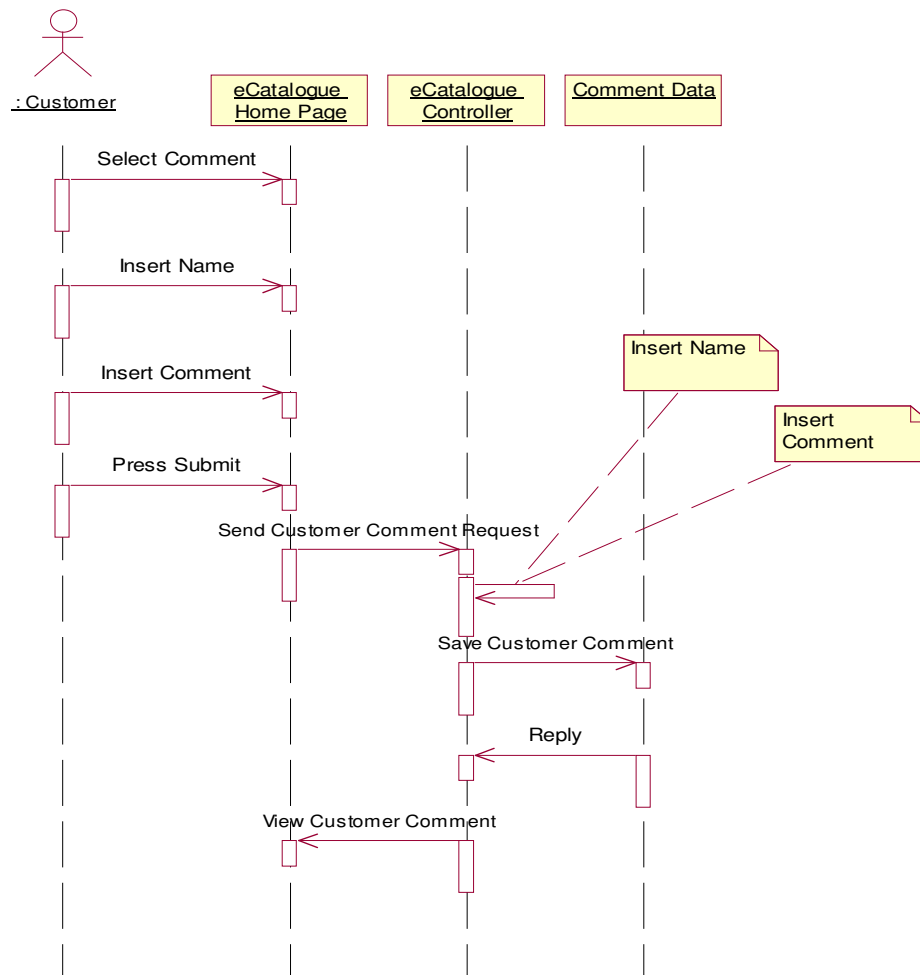 : Customer
eCatalogue
Home Page
eCatalogue
Controller
Comment Data
Select Comment
Insert Name
Insert Name
Insert Comment
Insert
Comment
Press Submit
Send Customer Comment Request
Save Customer Comment
Reply
View Customer Comment